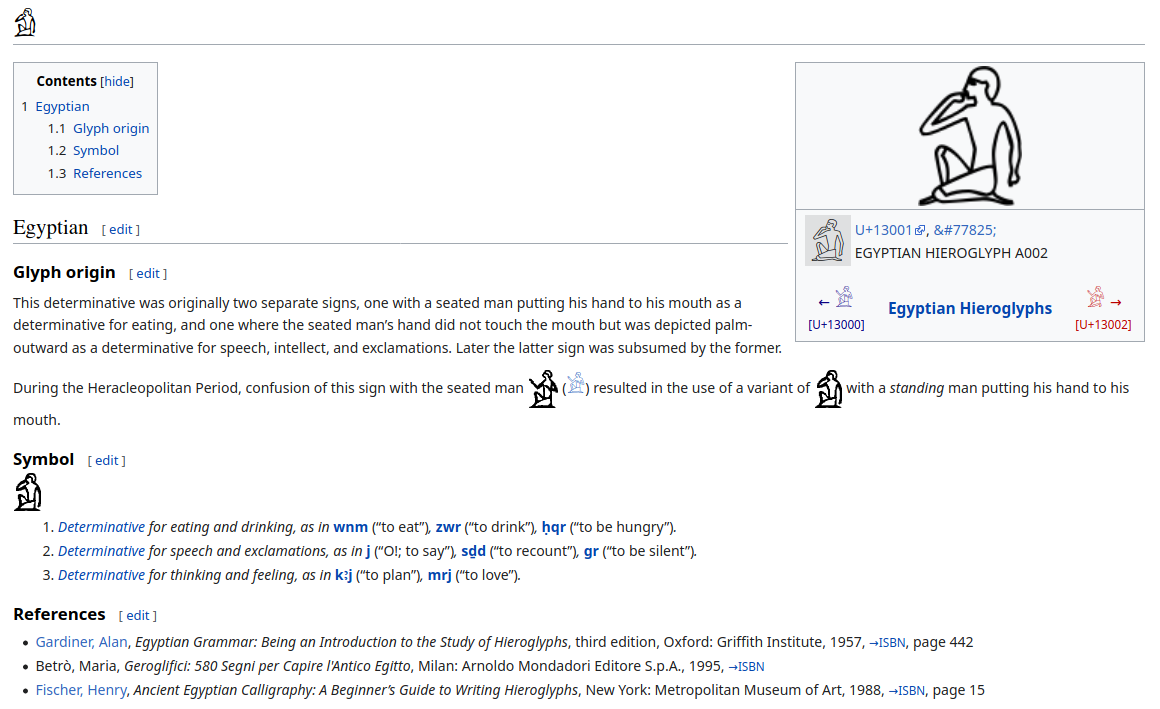 𓀁
Contents [hide]
1 Egyptian
1.1 Glyph origin
1.2 Symbol
1.3 References
U+13001, &#77825;
EGYPTIAN HIEROGLYPH A002
← 𓀀
[U+13000]
Egyptian Hieroglyphs
𓀂 →
[U+13002]
Egyptian [ edit ]
Glyph origin [ edit ]
This determinative was originally two separate signs, one with a seated man putting his hand to his mouth as a
determinative for eating, and one where the seated man’s hand did not touch the mouth but was depicted palm-
outward as a determinative for speech, intellect, and exclamations. Later the latter sign was subsumed by the former.
During the Heracleopolitan Period, confusion of this sign with the seated man 𓀀 (𓀀) resulted in the use of a variant of 𓀁 with a standing man putting his hand to his
mouth.
Symbol [ edit ]
𓀁
1. Determinative for eating and drinking, as in wnm (“to eat”), zwr (“to drink”), ḥqr (“to be hungry”).
2. Determinative for speech and exclamations, as in j (“O!; to say”), sḏd (“to recount”), gr (“to be silent”).
3. Determinative for thinking and feeling, as in kꜣj (“to plan”), mrj (“to love”).
References [ edit ]
• Gardiner, Alan, Egyptian Grammar: Being an Introduction to the Study of Hieroglyphs, third edition, Oxford: Griffith Institute, 1957, →ISBN, page 442
• Betrò, Maria, Geroglifici: 580 Segni per Capire l'Antico Egitto, Milan: Arnoldo Mondadori Editore S.p.A., 1995, →ISBN
• Fischer, Henry, Ancient Egyptian Calligraphy: A Beginner’s Guide to Writing Hieroglyphs, New York: Metropolitan Museum of Art, 1988, →ISBN, page 15